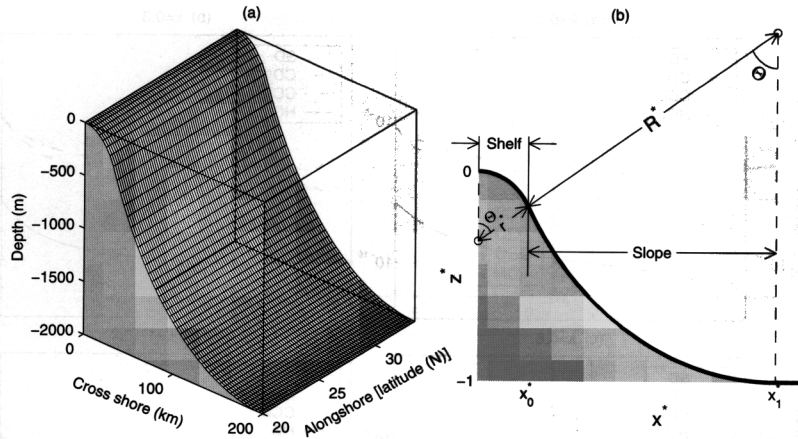 (a)
0
−500
−1000
−1500
−2000
Depth (m)
0
100
200
Cross shore (km)
20
25
30
Alongshore [latitude (N)]
(b)
Θ
R*
Shelf
0
Θ
r*
Slope
z*
−1
x₀*
x₁
x*